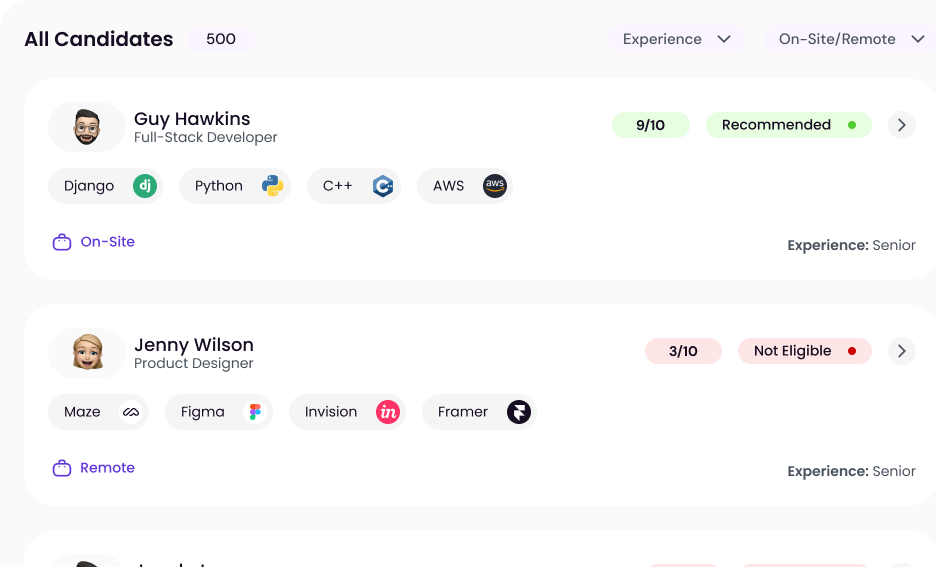 All Candidates 500 Experience On-Site/Remote
Guy Hawkins
Full-Stack Developer
9/10 Recommended
Django dj Python C++ C AWS aws
On-Site
Experience: Senior
Jenny Wilson
Product Designer
3/10 Not Eligible
Maze Figma Invision in Framer
Remote
Experience: Senior